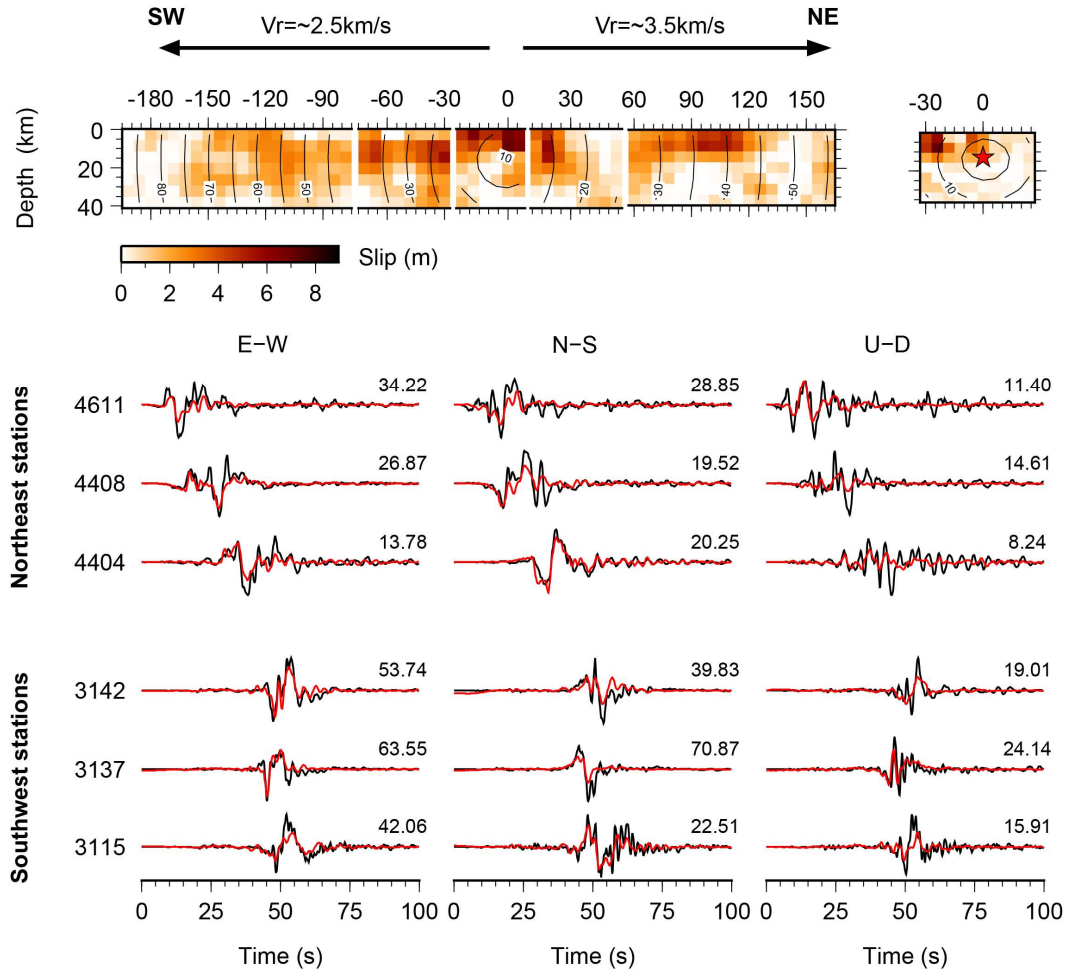 SW Vr=~2.5km/s Vr=~3.5km/s NE
-180 -150 -120 -90 -60 -30 0 30 60 90 120 150 -30 0
Depth (km)
0
20
40
80 70 60 50 30 10 20 30 40 50 10
Slip (m)
0 2 4 6 8
E−W N−S U−D
Northeast stations
4611 34.22 28.85 11.40
4408 26.87 19.52 14.61
4404 13.78 20.25 8.24
Southwest stations
3142 53.74 39.83 19.01
3137 63.55 70.87 24.14
3115 42.06 22.51 15.91
0 25 50 75 100 0 25 50 75 100 0 25 50 75 100
Time (s) Time (s) Time (s)